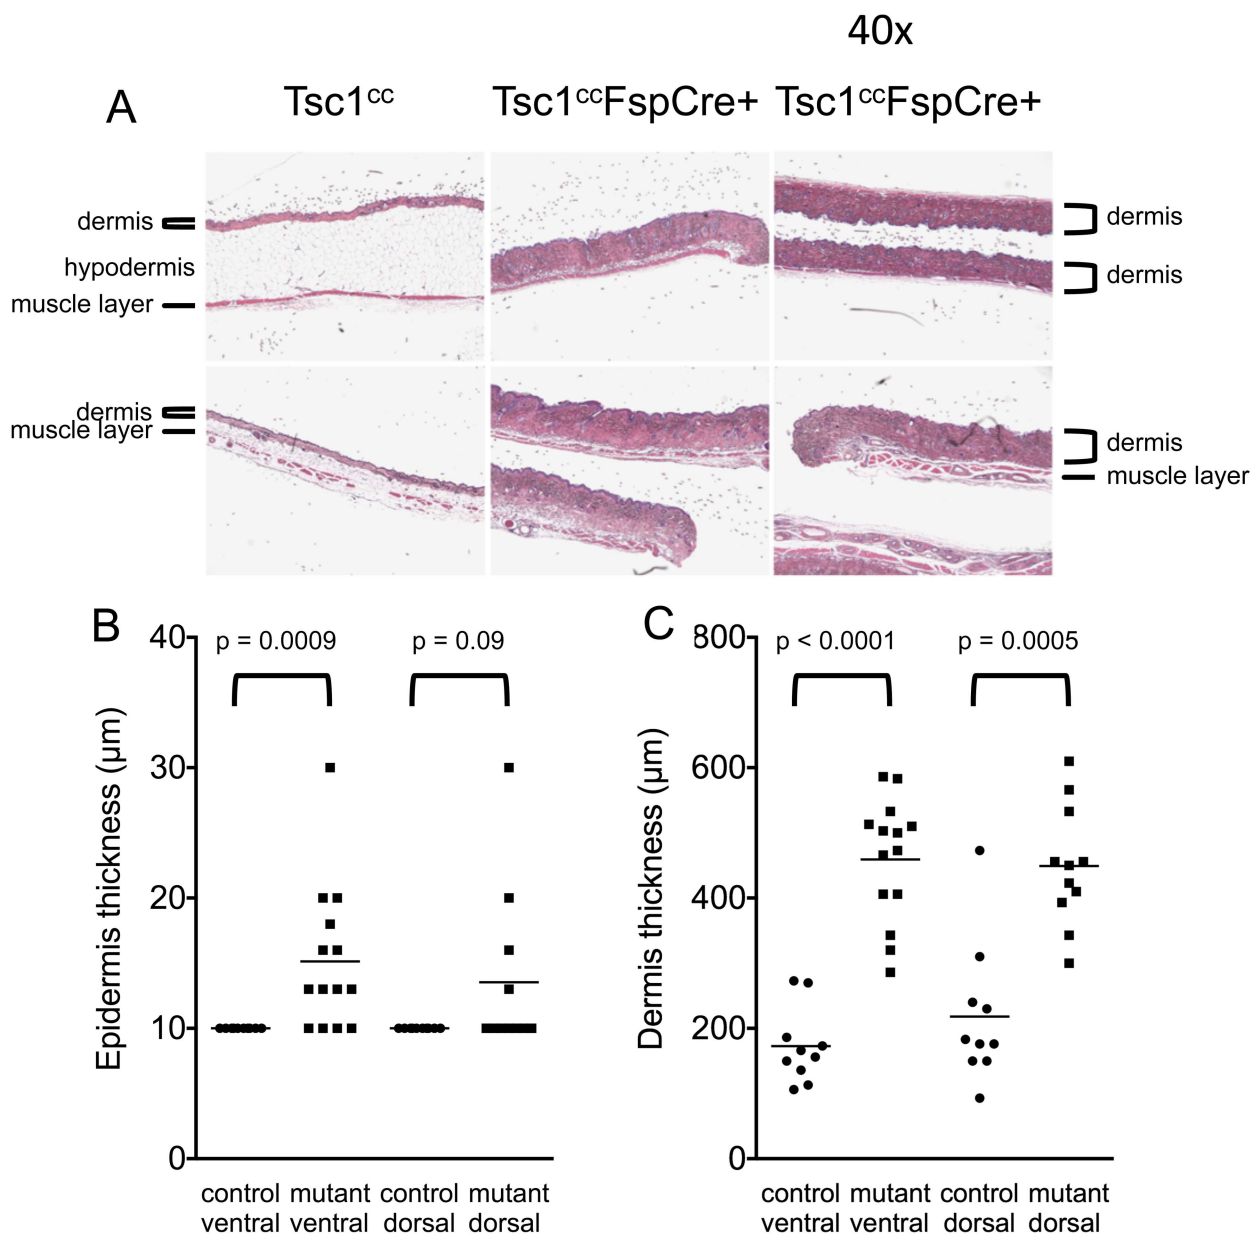 40x
A
Tsc1ᶜᶜ
Tsc1ᶜᶜFspCre+
Tsc1ᶜᶜFspCre+
dermis
hypodermis
muscle layer
dermis
dermis
dermis
muscle layer
dermis
muscle layer
B
40
30
20
10
0
Epidermis thickness (μm)
p = 0.0009
p = 0.09
control ventral
mutant ventral
control dorsal
mutant dorsal
C
800
600
400
200
0
Dermis thickness (μm)
p < 0.0001
p = 0.0005
control ventral
mutant ventral
control dorsal
mutant dorsal